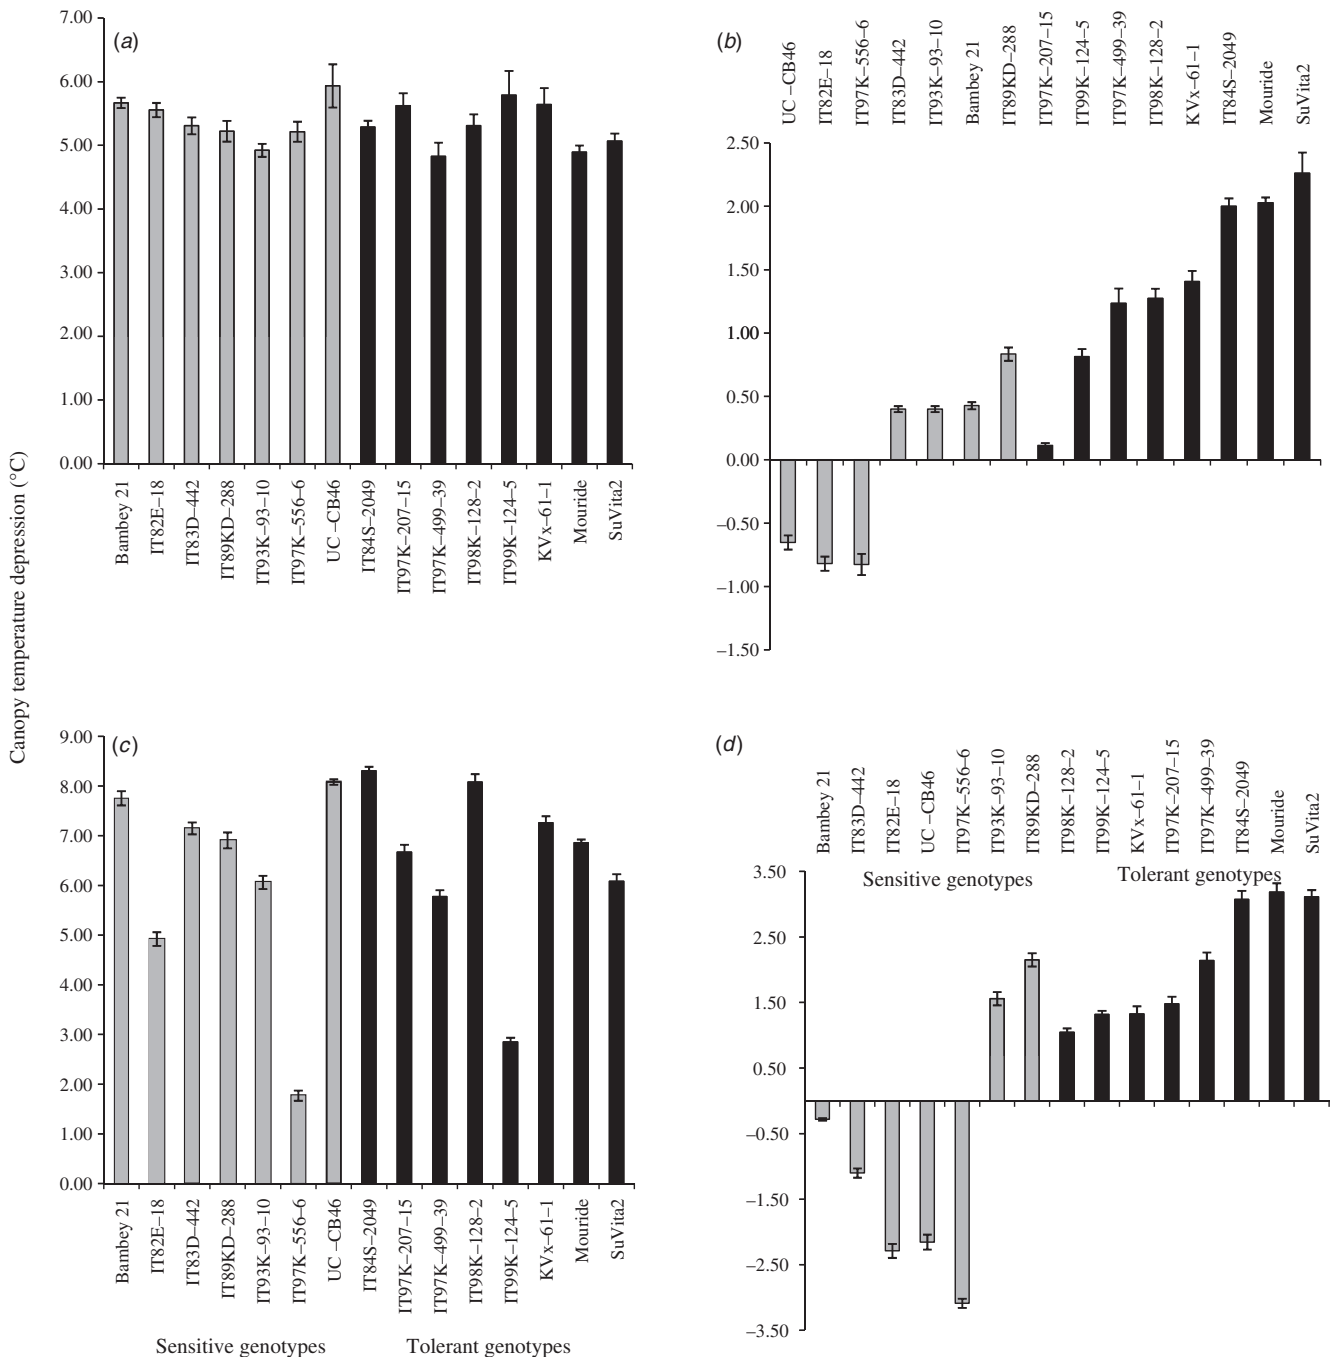 Canopy temperature depression (°C)
(a)
7.00
6.00
5.00
4.00
3.00
2.00
1.00
0.00
Bambey 21
IT82E–18
IT83D–442
IT89KD–288
IT93K–93–10
IT97K–556–6
UC –CB46
IT84S–2049
IT97K–207–15
IT97K–499–39
IT98K–128–2
IT99K–124–5
KVx–61–1
Mouride
SuVita2
(b)
UC –CB46
IT82E–18
IT97K–556–6
IT83D–442
IT93K–93–10
Bambey 21
IT89KD–288
IT97K–207–15
IT99K–124–5
IT97K–499–39
IT98K–128–2
KVx–61–1
IT84S–2049
Mouride
SuVita2
2.50
2.00
1.50
1.00
0.50
0.00
–0.50
–1.00
–1.50
(c)
9.00
8.00
7.00
6.00
5.00
4.00
3.00
2.00
1.00
0.00
Bambey 21
IT82E–18
IT83D–442
IT89KD–288
IT93K–93–10
IT97K–556–6
UC –CB46
IT84S–2049
IT97K–207–15
IT97K–499–39
IT98K–128–2
IT99K–124–5
KVx–61–1
Mouride
SuVita2
Sensitive genotypes
Tolerant genotypes
(d)
Bambey 21
IT83D–442
IT82E–18
UC –CB46
IT97K–556–6
IT93K–93–10
IT89KD–288
IT98K–128–2
IT99K–124–5
KVx–61–1
IT97K–207–15
IT97K–499–39
IT84S–2049
Mouride
SuVita2
Sensitive genotypes
Tolerant genotypes
3.50
2.50
1.50
0.50
–0.50
–1.50
–2.50
–3.50